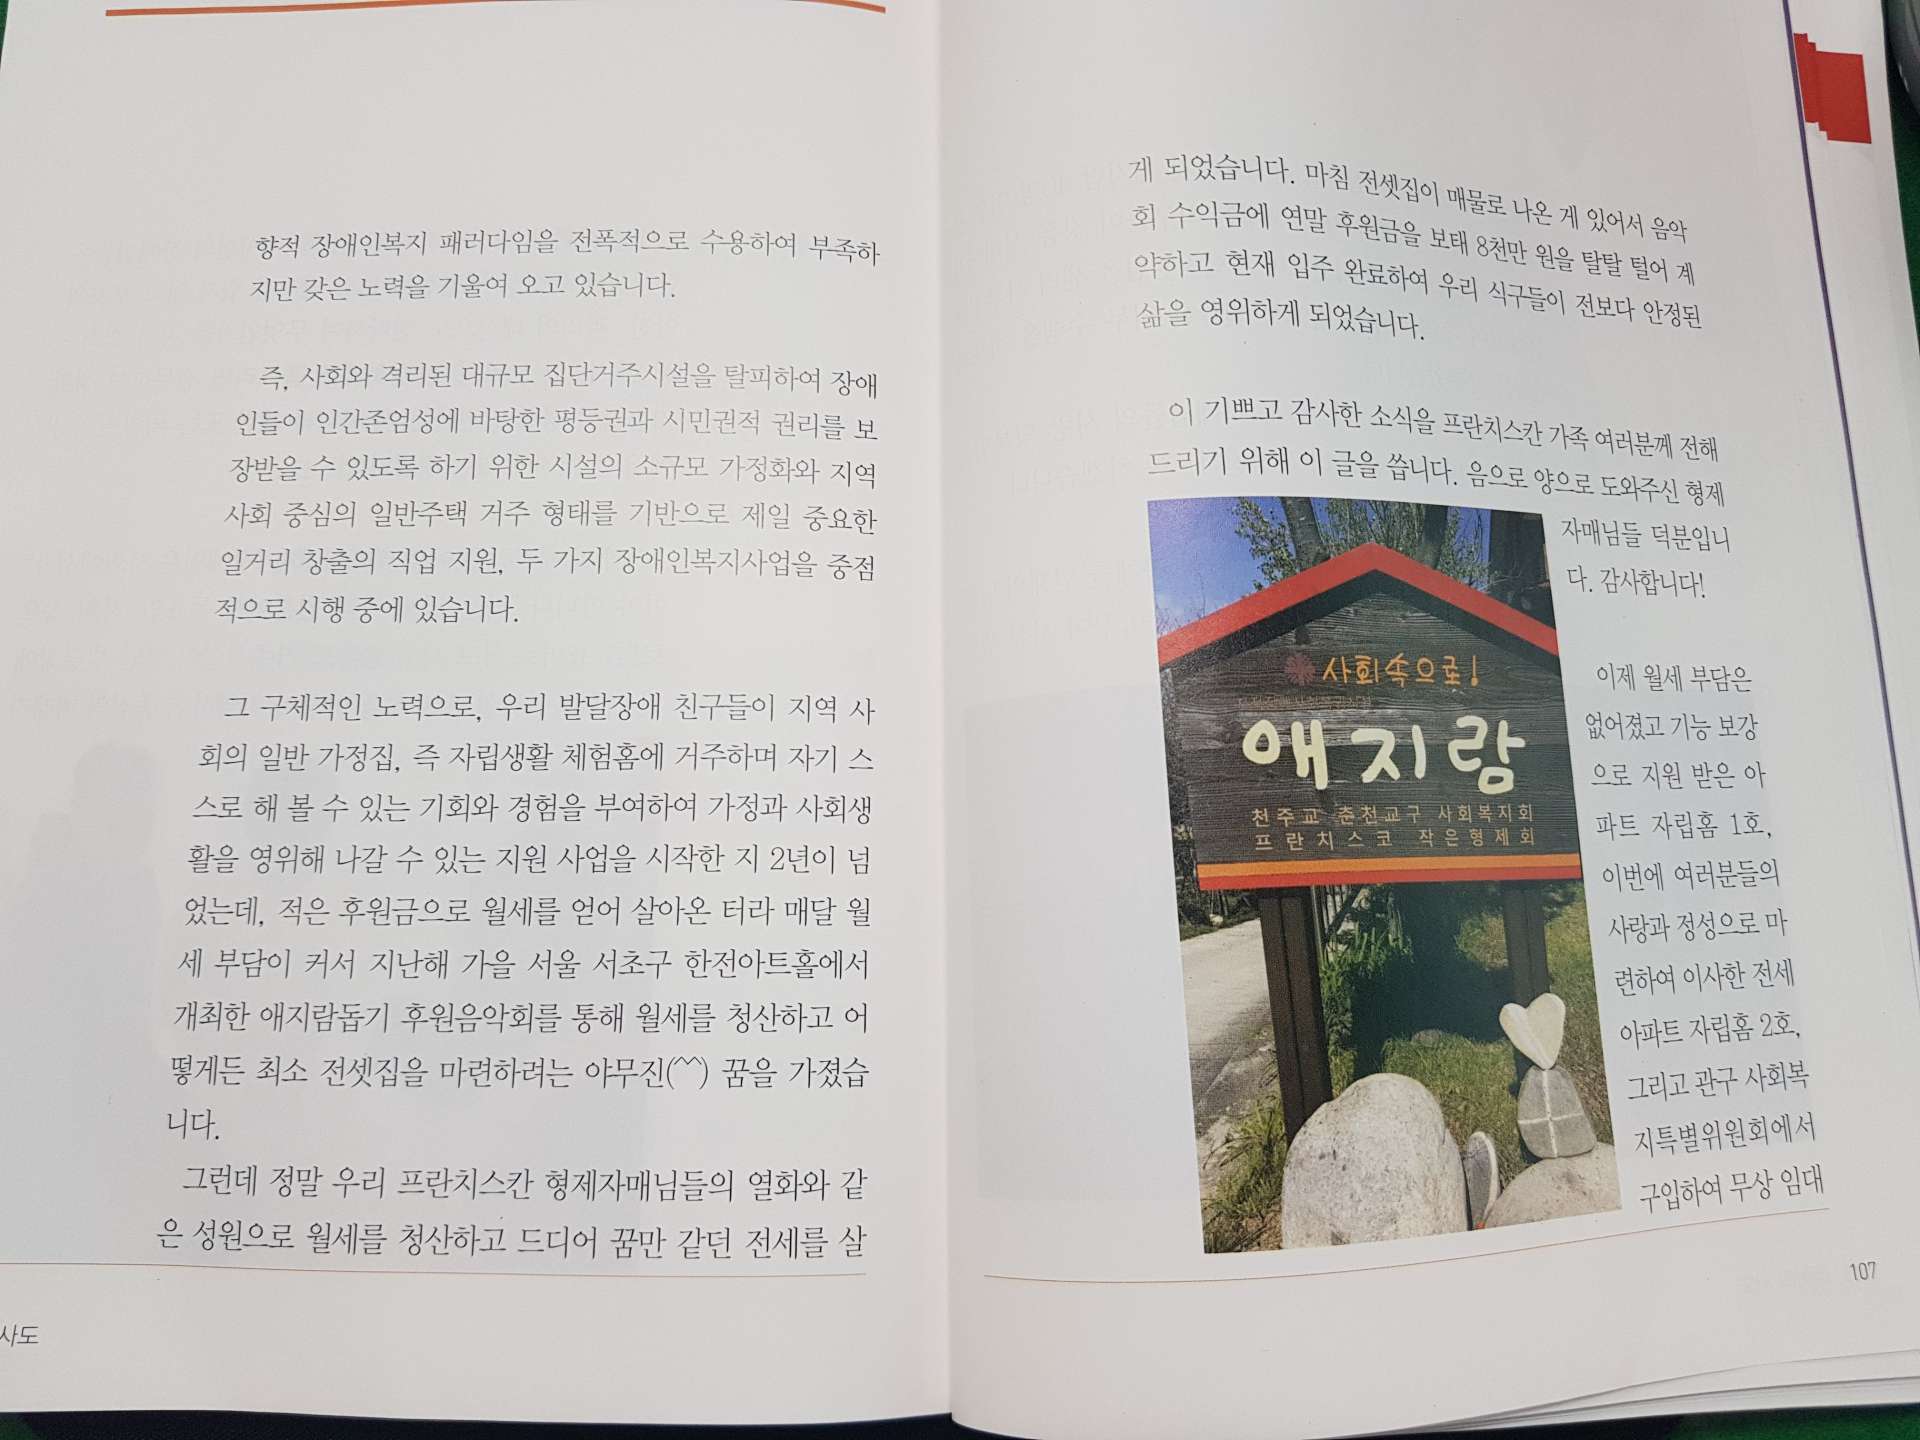 향적 장애인복지 패러다임을 전폭적으로 수용하여 부족하
지만 갖은 노력을 기울여 오고 있습니다.
즉, 사회와 격리된 대규모 집단거주시설을 탈피하여 장애
인들이 인간존엄성에 바탕한 평등권과 시민권적 권리를 보
장받을 수 있도록 하기 위한 시설의 소규모 가정화와 지역
사회 중심의 일반주택 거주 형태를 기반으로 제일 중요한
일거리 창출의 직업 지원, 두 가지 장애인복지사업을 중점
적으로 시행 중에 있습니다.
그 구체적인 노력으로, 우리 발달장애 친구들이 지역 사
회의 일반 가정집, 즉 자립생활 체험홈에 거주하며 자기 스
스로 해 볼 수 있는 기회와 경험을 부여하여 가정과 사회생
활을 영위해 나갈 수 있는 지원 사업을 시작한 지 2년이 넘
었는데, 적은 후원금으로 월세를 얻어 살아온 터라 매달 월
세 부담이 커서 지난해 가을 서울 서초구 한전아트홀에서
개최한 애지람돕기 후원음악회를 통해 월세를 청산하고 어
떻게든 최소 전셋집을 마련하려는 야무진(^^) 꿈을 가졌습
니다.
그런데 정말 우리 프란치스칸 형제자매님들의 열화와 같
은 성원으로 월세를 청산하고 드디어 꿈만 같던 전세를 살
사도
게 되었습니다. 마침 전셋집이 매물로 나온 게 있어서 음악
회 수익금에 연말 후원금을 보태 8천만 원을 탈탈 털어 계
약하고 현재 입주 완료하여 우리 식구들이 전보다 안정된
삶을 영위하게 되었습니다.
이 기쁘고 감사한 소식을 프란치스칸 가족 여러분께 전해
드리기 위해 이 글을 씁니다. 음으로 양으로 도와주신 형제
자매님들 덕분입니
다. 감사합니다!
이제 월세 부담은
없어졌고 기능 보강
으로 지원 받은 아
파트 자립홈 1호,
이번에 여러분들의
사랑과 정성으로 마
련하여 이사한 전세
아파트 자립홈 2호,
그리고 관구 사회복
지특별위원회에서
구입하여 무상 임대
사회속으로!
애지람
천주교 춘천교구 사회복지회
프란치스코 작은형제회
107